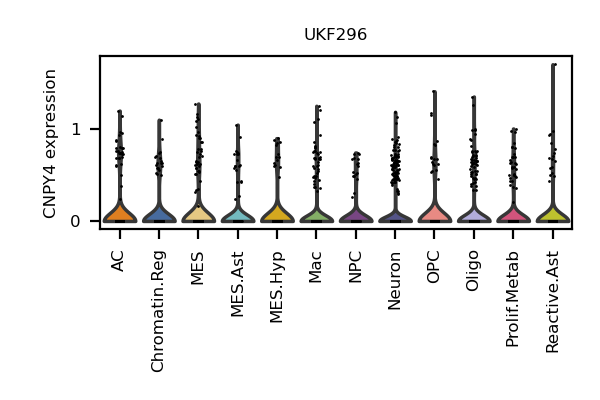 UKF296
CNPY4 expression
1
0
AC
Chromatin.Reg
MES
MES.Ast
MES.Hyp
Mac
NPC
Neuron
OPC
Oligo
Prolif.Metab
Reactive.Ast